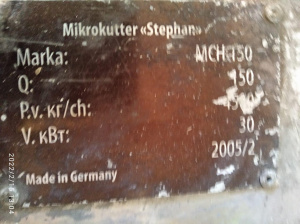 Mikrokutter «Stephan»
Marka: MCH 150
Q: 150
P.v. кг/ch:
V. кВт: 30
2005/2
Made in Germany